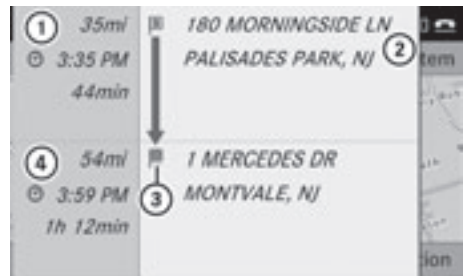 1 35mi 180 MORNINGSIDE LN
3:35 PM PALISADES PARK, NJ 2
44min
4 54mi 1 MERCEDES DR
3:59 PM 3 MONTVALE, NJ
1h 12min
tem
ion